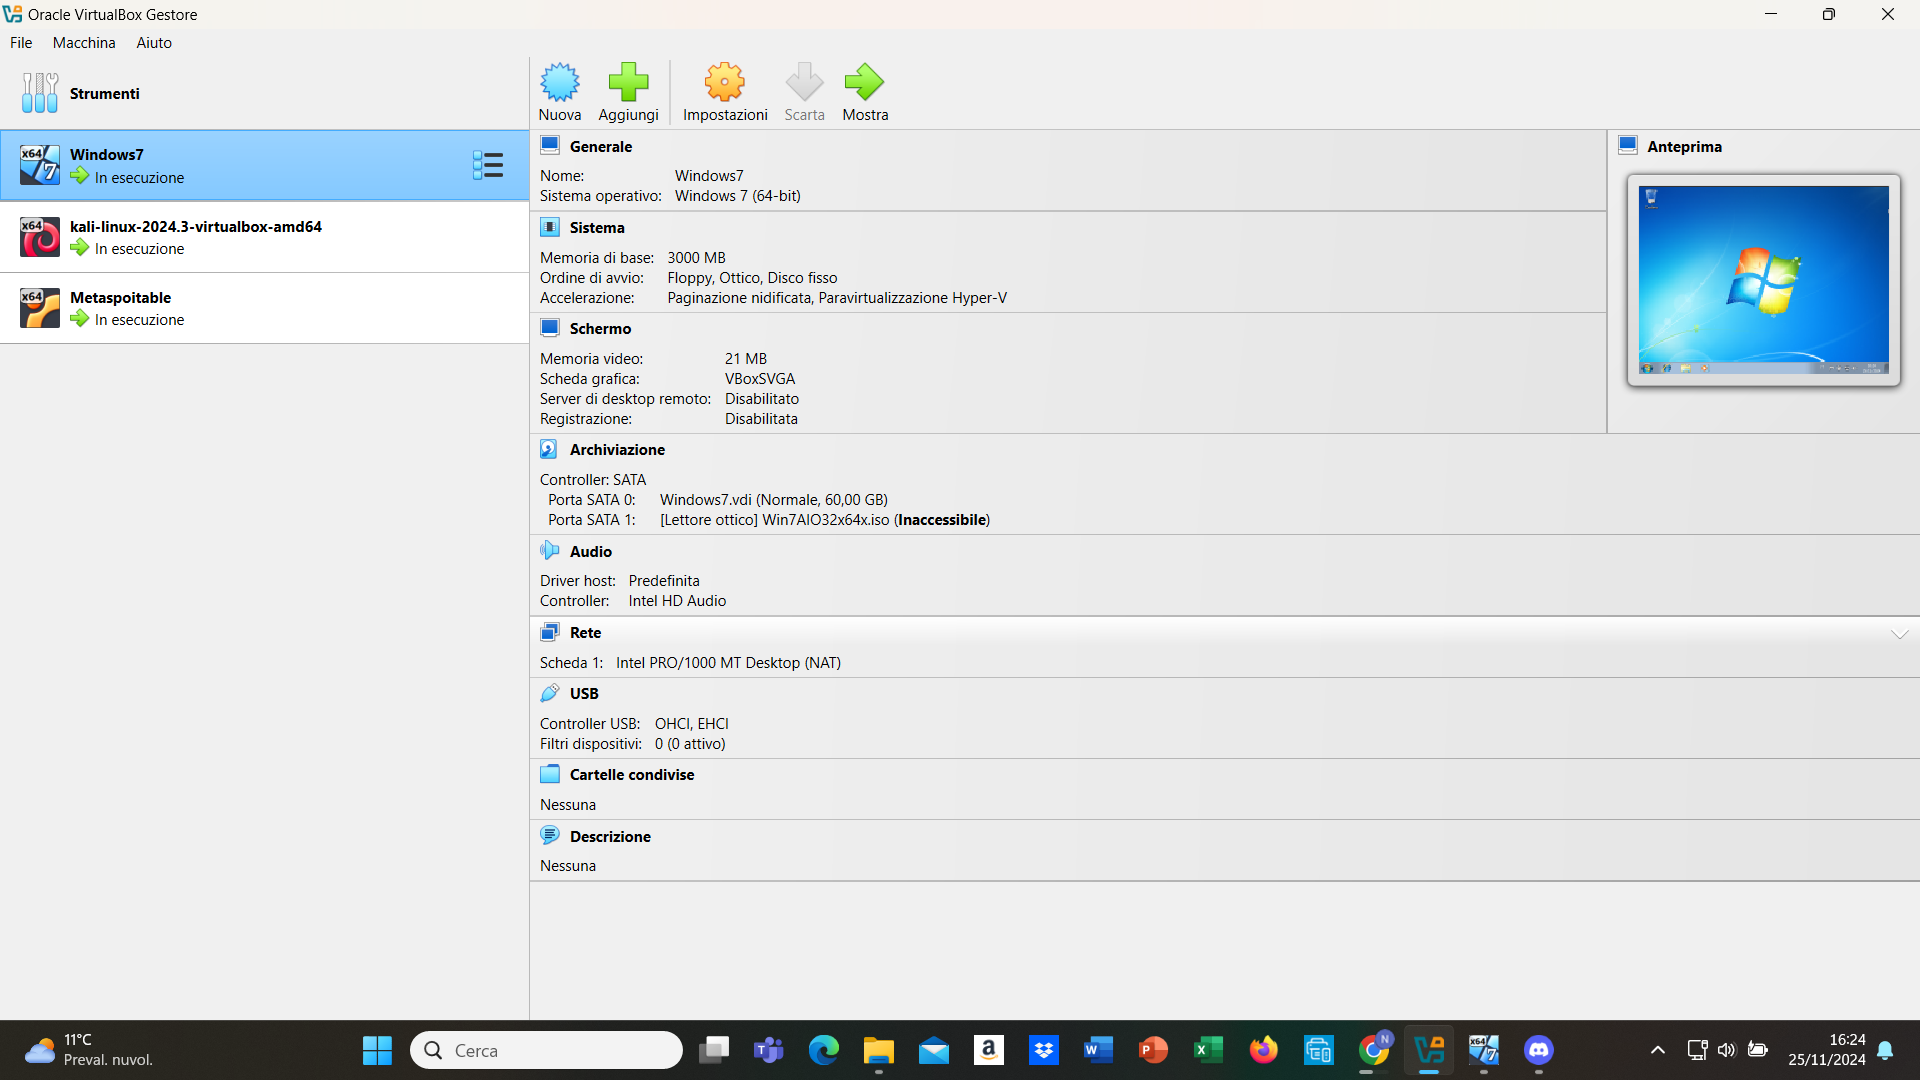 Oracle VirtualBox Gestore
File Macchina Aiuto
Strumenti
Nuova Aggiungi Impostazioni Scarta Mostra
x64 Windows7
In esecuzione
x64 kali-linux-2024.3-virtualbox-amd64
In esecuzione
x64 Metaspoitable
In esecuzione
Generale
Nome: Windows7
Sistema operativo: Windows 7 (64-bit)
Sistema
Memoria di base: 3000 MB
Ordine di avvio: Floppy, Ottico, Disco fisso
Accelerazione: Paginazione nidificata, Paravirtualizzazione Hyper-V
Schermo
Memoria video: 21 MB
Scheda grafica: VBoxSVGA
Server di desktop remoto: Disabilitato
Registrazione: Disabilitata
Anteprima
Archiviazione
Controller: SATA
Porta SATA 0: Windows7.vdi (Normale, 60,00 GB)
Porta SATA 1: [Lettore ottico] Win7AIO32x64x.iso (Inaccessibile)
Audio
Driver host: Predefinita
Controller: Intel HD Audio
Rete
Scheda 1: Intel PRO/1000 MT Desktop (NAT)
USB
Controller USB: OHCI, EHCI
Filtri dispositivi: 0 (0 attivo)
Cartelle condivise
Nessuna
Descrizione
Nessuna
11°C
Preval. nuvol.
Cerca
16:24
25/11/2024